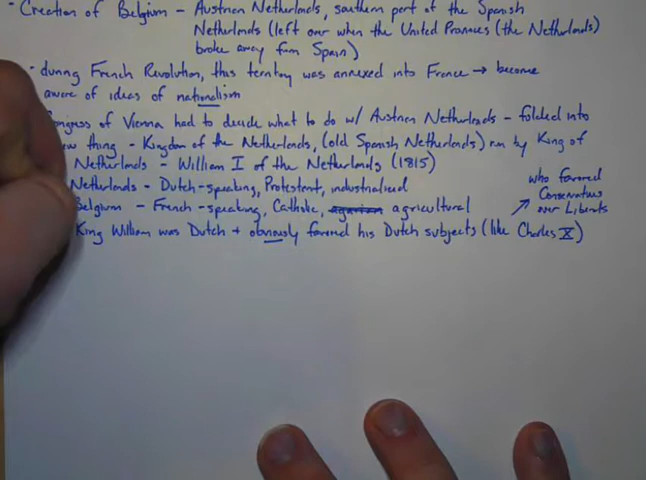 · Creation of Belgium - Austrian Netherlands, southern part of the Spanish
Netherlands (left over when the United Provinces (the Netherlands)
broke away from Spain)
· during French Revolution, this territory was annexed into France → become
aware of ideas of nationalism
Congress of Vienna had to decide what to do w/ Austrian Netherlands - folded into
new thing - Kingdom of the Netherlands, (old Spanish Netherlands) run by King of
Netherlands - William I of the Netherlands (1815)
Netherlands - Dutch-speaking, Protestant, industrialized
Belgium - French-speaking, Catholic, agrarian agricultural
King William was Dutch + obviously favored his Dutch subjects (like Charles X)
↗ who favored
Conservatives
over Liberals